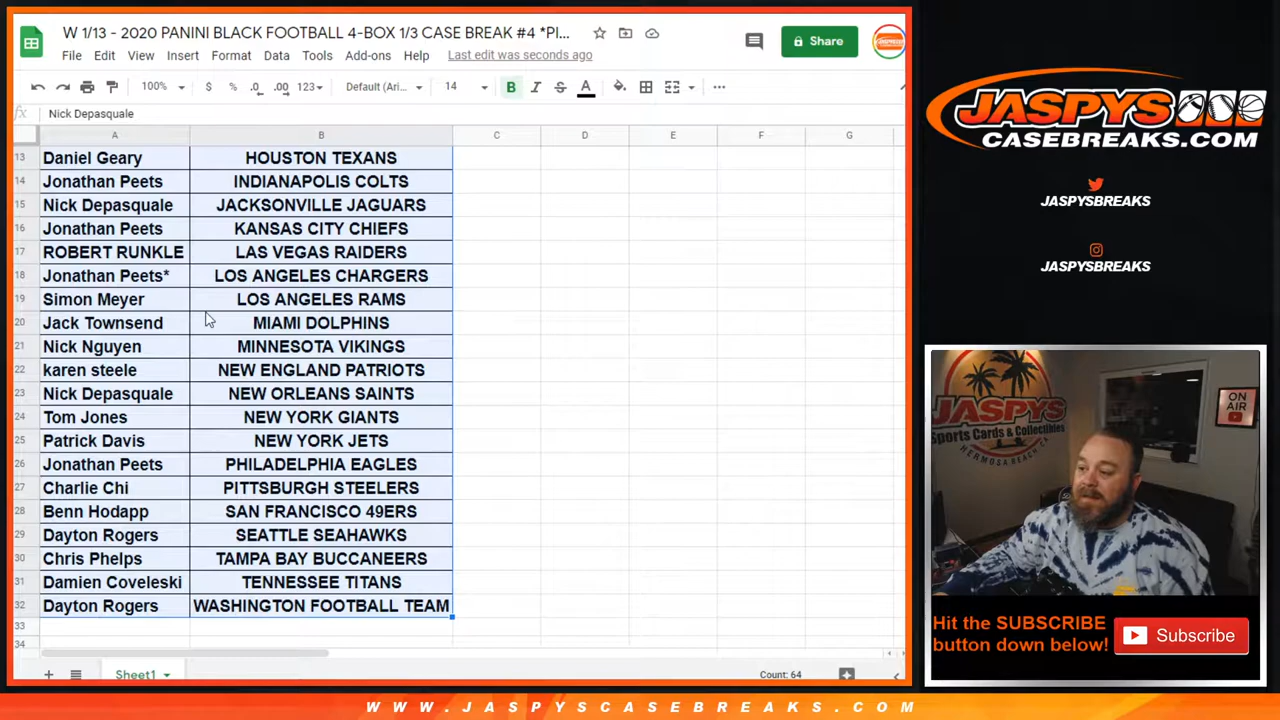 W 1/13 - 2020 PANINI BLACK FOOTBALL 4-BOX 1/3 CASE BREAK #4 *PI...
File Edit View Insert Format Data Tools Add-ons Help Last edit was seconds ago
Share
100% $ % .0 .00 123 Default (Ari... 14 B I S A
fx Nick Depasquale
A B C D E F G
13 Daniel Geary HOUSTON TEXANS
14 Jonathan Peets INDIANAPOLIS COLTS
15 Nick Depasquale JACKSONVILLE JAGUARS
16 Jonathan Peets KANSAS CITY CHIEFS
17 ROBERT RUNKLE LAS VEGAS RAIDERS
18 Jonathan Peets* LOS ANGELES CHARGERS
19 Simon Meyer LOS ANGELES RAMS
20 Jack Townsend MIAMI DOLPHINS
21 Nick Nguyen MINNESOTA VIKINGS
22 karen steele NEW ENGLAND PATRIOTS
23 Nick Depasquale NEW ORLEANS SAINTS
24 Tom Jones NEW YORK GIANTS
25 Patrick Davis NEW YORK JETS
26 Jonathan Peets PHILADELPHIA EAGLES
27 Charlie Chi PITTSBURGH STEELERS
28 Benn Hodapp SAN FRANCISCO 49ERS
29 Dayton Rogers SEATTLE SEAHAWKS
30 Chris Phelps TAMPA BAY BUCCANEERS
31 Damien Coveleski TENNESSEE TITANS
32 Dayton Rogers WASHINGTON FOOTBALL TEAM
33
34
Sheet1 Count: 64
JASPYS
CASEBREAKS.COM
JASPYSBREAKS
JASPYSBREAKS
JASPYS
Sports Cards & Collectibles
HERMOSA BEACH CA
ON
AIR
Hit the SUBSCRIBE
button down below!
Subscribe
WWW.JASPYSCASEBREAKS.COM